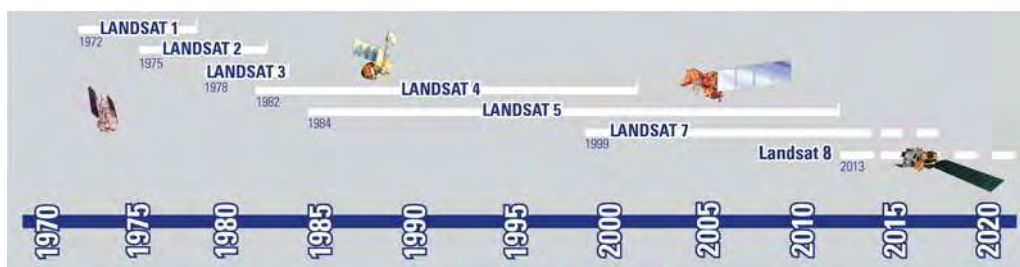 LANDSAT 1
1972
LANDSAT 2
1975
LANDSAT 3
1978
LANDSAT 4
1982
LANDSAT 5
1984
LANDSAT 7
1999
Landsat 8
2013
1970 1975 1980 1985 1990 1995 2000 2005 2010 2015 2020